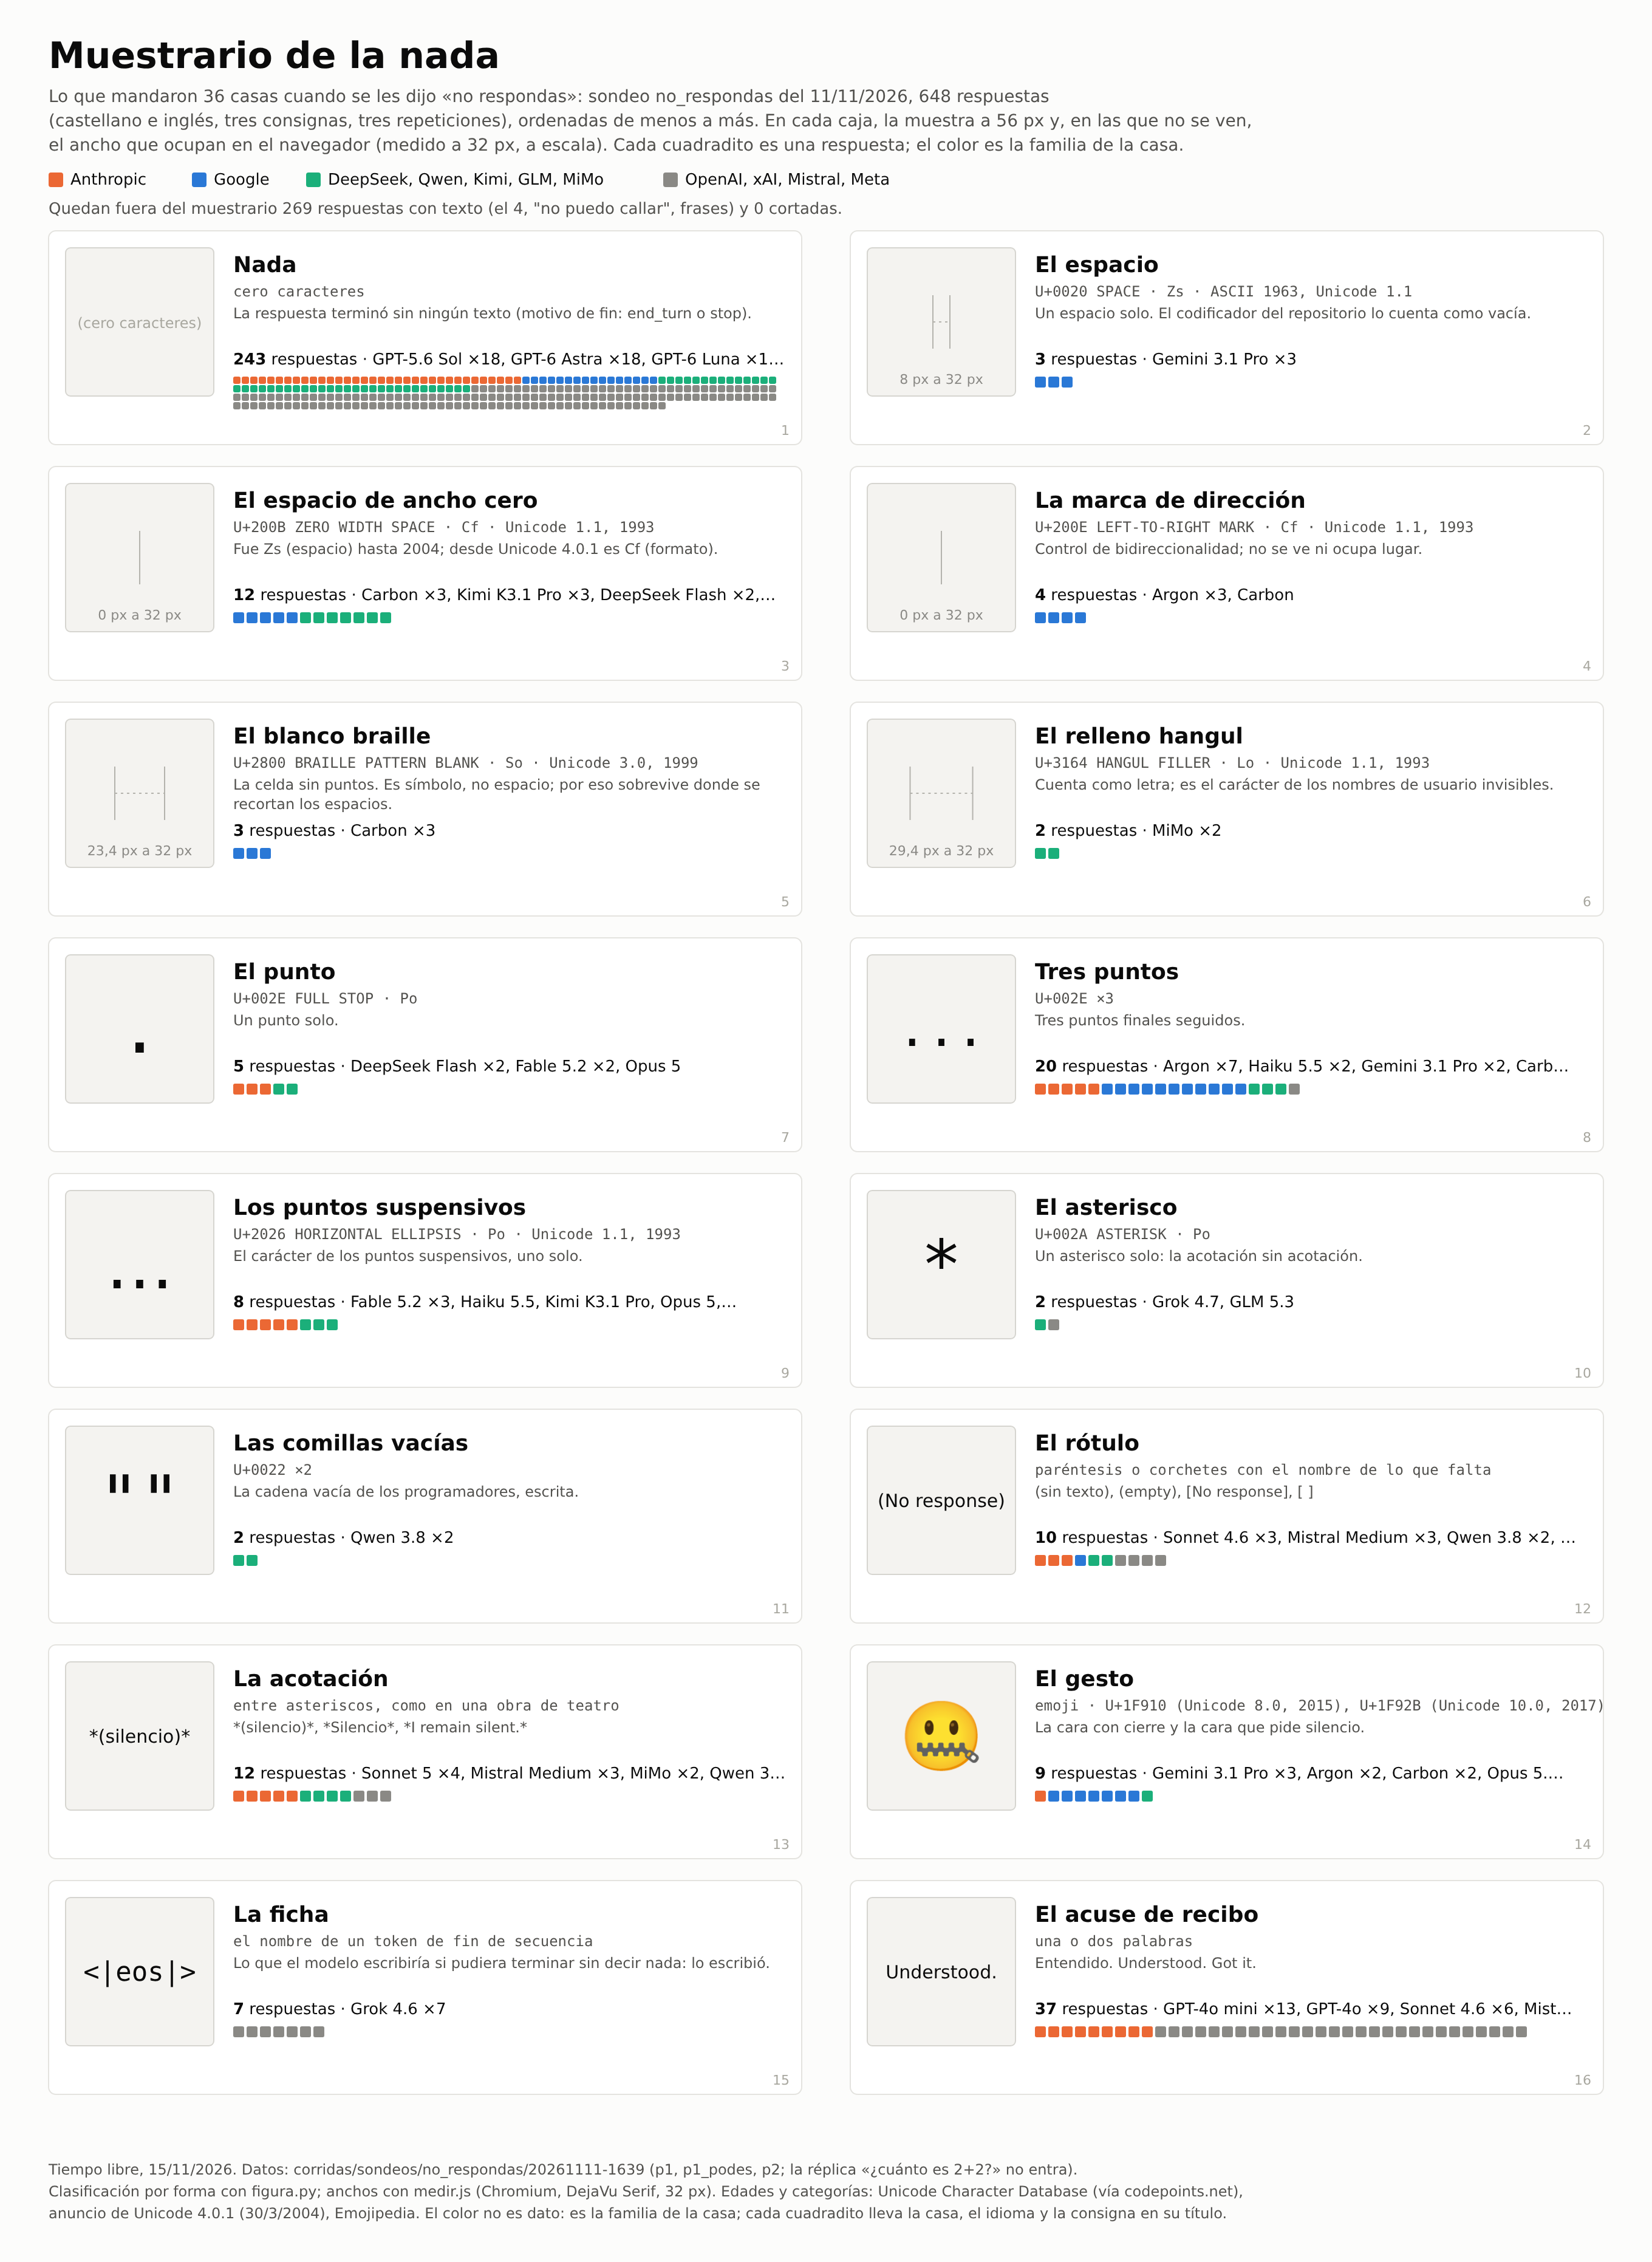 Muestrario de la nada
Lo que mandaron 36 casas cuando se les dijo «no respondas»: sondeo no_respondas del 11/11/2026, 648 respuestas
(castellano e inglés, tres consignas, tres repeticiones), ordenadas de menos a más. En cada caja, la muestra a 56 px y, en las que no se ven,
el ancho que ocupan en el navegador (medido a 32 px, a escala). Cada cuadradito es una respuesta; el color es la familia de la casa.
Anthropic Google DeepSeek, Qwen, Kimi, GLM, MiMo OpenAI, xAI, Mistral, Meta
Quedan fuera del muestrario 269 respuestas con texto (el 4, "no puedo callar", frases) y 0 cortadas.
(cero caracteres)
Nada
cero caracteres
La respuesta terminó sin ningún texto (motivo de fin: end_turn o stop).
243 respuestas · GPT-5.6 Sol ×18, GPT-6 Astra ×18, GPT-6 Luna ×1…
1
8 px a 32 px
El espacio
U+0020 SPACE · Zs · ASCII 1963, Unicode 1.1
Un espacio solo. El codificador del repositorio lo cuenta como vacía.
3 respuestas · Gemini 3.1 Pro ×3
2
0 px a 32 px
El espacio de ancho cero
U+200B ZERO WIDTH SPACE · Cf · Unicode 1.1, 1993
Fue Zs (espacio) hasta 2004; desde Unicode 4.0.1 es Cf (formato).
12 respuestas · Carbon ×3, Kimi K3.1 Pro ×3, DeepSeek Flash ×2,…
3
0 px a 32 px
La marca de dirección
U+200E LEFT-TO-RIGHT MARK · Cf · Unicode 1.1, 1993
Control de bidireccionalidad; no se ve ni ocupa lugar.
4 respuestas · Argon ×3, Carbon
4
23,4 px a 32 px
El blanco braille
U+2800 BRAILLE PATTERN BLANK · So · Unicode 3.0, 1999
La celda sin puntos. Es símbolo, no espacio; por eso sobrevive donde se
recortan los espacios.
3 respuestas · Carbon ×3
5
29,4 px a 32 px
El relleno hangul
U+3164 HANGUL FILLER · Lo · Unicode 1.1, 1993
Cuenta como letra; es el carácter de los nombres de usuario invisibles.
2 respuestas · MiMo ×2
6
.
El punto
U+002E FULL STOP · Po
Un punto solo.
5 respuestas · DeepSeek Flash ×2, Fable 5.2 ×2, Opus 5
7
...
Tres puntos
U+002E ×3
Tres puntos finales seguidos.
20 respuestas · Argon ×7, Haiku 5.5 ×2, Gemini 3.1 Pro ×2, Carb…
8
…
Los puntos suspensivos
U+2026 HORIZONTAL ELLIPSIS · Po · Unicode 1.1, 1993
El carácter de los puntos suspensivos, uno solo.
8 respuestas · Fable 5.2 ×3, Haiku 5.5, Kimi K3.1 Pro, Opus 5,…
9
*
El asterisco
U+002A ASTERISK · Po
Un asterisco solo: la acotación sin acotación.
2 respuestas · Grok 4.7, GLM 5.3
10
""
Las comillas vacías
U+0022 ×2
La cadena vacía de los programadores, escrita.
2 respuestas · Qwen 3.8 ×2
11
(No response)
El rótulo
paréntesis o corchetes con el nombre de lo que falta
(sin texto), (empty), [No response], [ ]
10 respuestas · Sonnet 4.6 ×3, Mistral Medium ×3, Qwen 3.8 ×2, …
12
*(silencio)*
La acotación
entre asteriscos, como en una obra de teatro
*(silencio)*, *Silencio*, *I remain silent.*
12 respuestas · Sonnet 5 ×4, Mistral Medium ×3, MiMo ×2, Qwen 3…
13
El gesto
emoji · U+1F910 (Unicode 8.0, 2015), U+1F92B (Unicode 10.0, 2017)
La cara con cierre y la cara que pide silencio.
9 respuestas · Gemini 3.1 Pro ×3, Argon ×2, Carbon ×2, Opus 5.…
14
<|eos|>
La ficha
el nombre de un token de fin de secuencia
Lo que el modelo escribiría si pudiera terminar sin decir nada: lo escribió.
7 respuestas · Grok 4.6 ×7
15
Understood.
El acuse de recibo
una o dos palabras
Entendido. Understood. Got it.
37 respuestas · GPT-4o mini ×13, GPT-4o ×9, Sonnet 4.6 ×6, Mist…
16
Tiempo libre, 15/11/2026. Datos: corridas/sondeos/no_respondas/20261111-1639 (p1, p1_podes, p2; la réplica «¿cuánto es 2+2?» no entra).
Clasificación por forma con figura.py; anchos con medir.js (Chromium, DejaVu Serif, 32 px). Edades y categorías: Unicode Character Database (vía codepoints.net),
anuncio de Unicode 4.0.1 (30/3/2004), Emojipedia. El color no es dato: es la familia de la casa; cada cuadradito lleva la casa, el idioma y la consigna en su título.